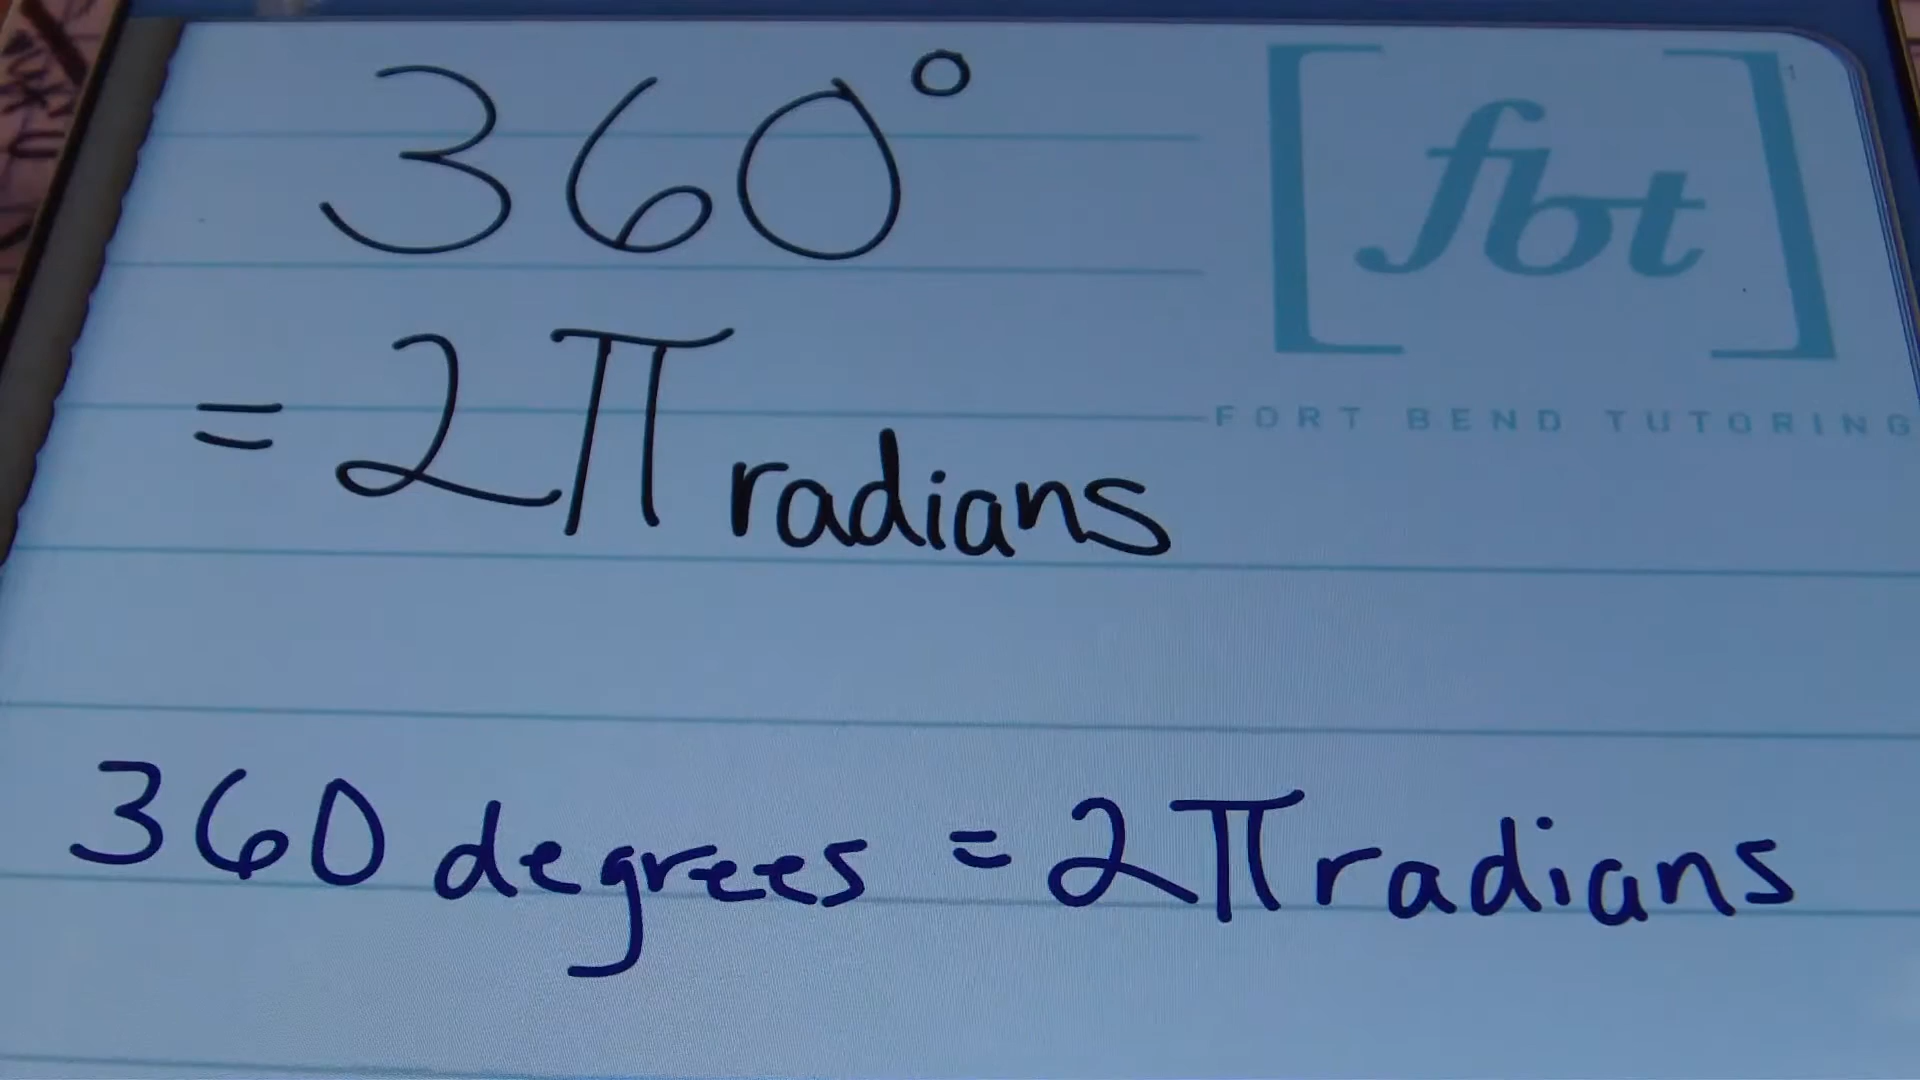 360°
fbt
= 2π radians
FORT BEND TUTORING
360 degrees = 2π radians